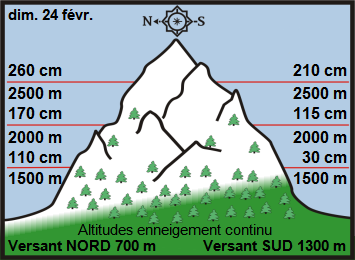 dim. 24 févr.
N S
260 cm 210 cm
2500 m 2500 m
170 cm 115 cm
2000 m 2000 m
110 cm 30 cm
1500 m 1500 m
Altitudes enneigement continu
Versant NORD 700 m Versant SUD 1300 m